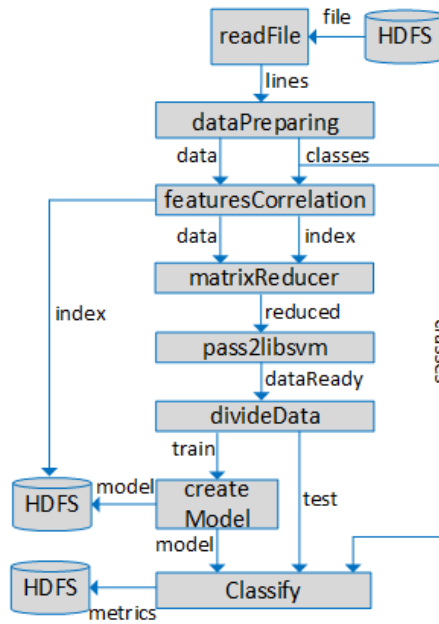 file
readFile
HDFS
lines
dataPreparing
data
classes
featuresCorrelation
data
index
matrixReducer
index
reduced
pass2libsvm
dataReady
divideData
train
model
create
Model
test
HDFS
model
HDFS
Classify
metrics